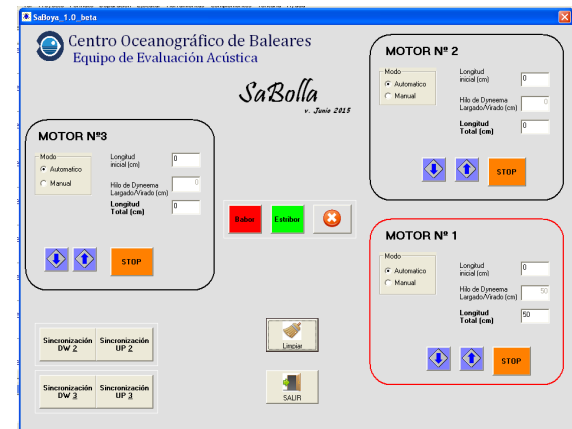 SaBoya_1.0_beta
Centro Oceanográfico de Baleares
Equipo de Evaluación Acústica
SaBolla
v. Junio 2015
MOTOR Nº 2
Modo
Automatico
Manual
Longitud
inicial (cm)
0
Hilo de Dyneema
Largado/Virado (cm)
0
Longitud
Total (cm)
0
STOP
MOTOR Nº3
Modo
Automatico
Manual
Longitud
inicial (cm)
0
Hilo de Dyneema
Largado/Virado (cm)
0
Longitud
Total (cm)
0
STOP
Babor
Estribor
MOTOR Nº 1
Modo
Automatico
Manual
Longitud
inicial (cm)
0
Hilo de Dyneema
Largado/Virado (cm)
50
Longitud
Total (cm)
50
STOP
Sincronización
DW 2
Sincronización
UP 2
Limpiar
Sincronización
DW 3
Sincronización
UP 3
SALIR